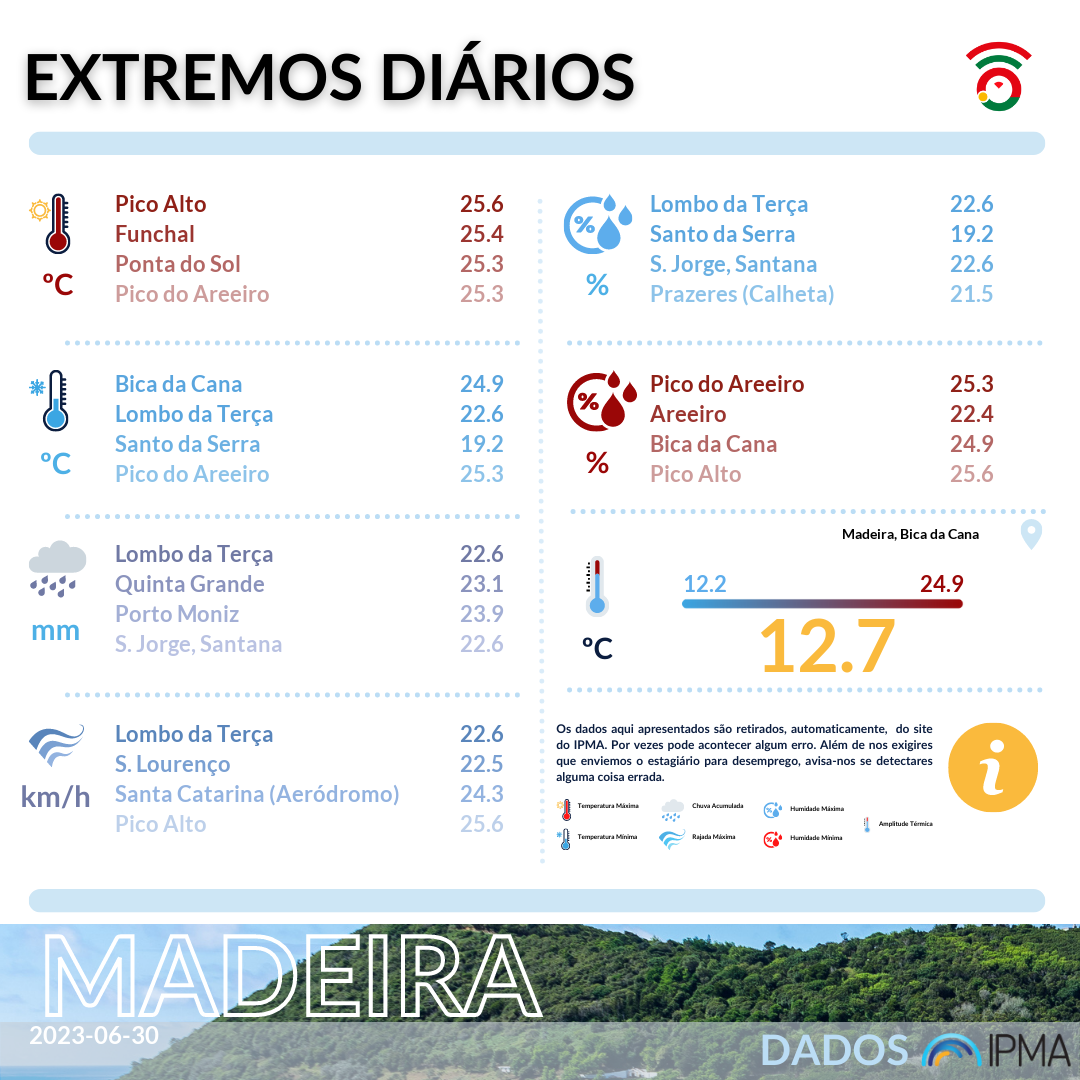 EXTREMOS DIÁRIOS
Pico Alto 25.6
Funchal 25.4
Ponta do Sol 25.3
Pico do Areeiro 25.3
ºC
Bica da Cana 24.9
Lombo da Terça 22.6
Santo da Serra 19.2
Pico do Areeiro 25.3
ºC
Lombo da Terça 22.6
Quinta Grande 23.1
Porto Moniz 23.9
S. Jorge, Santana 22.6
mm
Lombo da Terça 22.6
S. Lourenço 22.5
Santa Catarina (Aeródromo) 24.3
Pico Alto 25.6
km/h
%
Lombo da Terça 22.6
Santo da Serra 19.2
S. Jorge, Santana 22.6
Prazeres (Calheta) 21.5
%
%
Pico do Areeiro 25.3
Areeiro 22.4
Bica da Cana 24.9
Pico Alto 25.6
%
Madeira, Bica da Cana
12.2 24.9
12.7
ºC
Os dados aqui apresentados são retirados, automaticamente, do site
do IPMA. Por vezes pode acontecer algum erro. Além de nos exigires
que enviemos o estagiário para desemprego, avisa-nos se detectares
alguma coisa errada.
i
Temperatura Máxima
Chuva Acumulada
Humidade Máxima
Amplitude Térmica
Temperatura Mínima
Rajada Máxima
Humidade Mínima
MADEIRA
2023-06-30
DADOS IPMA